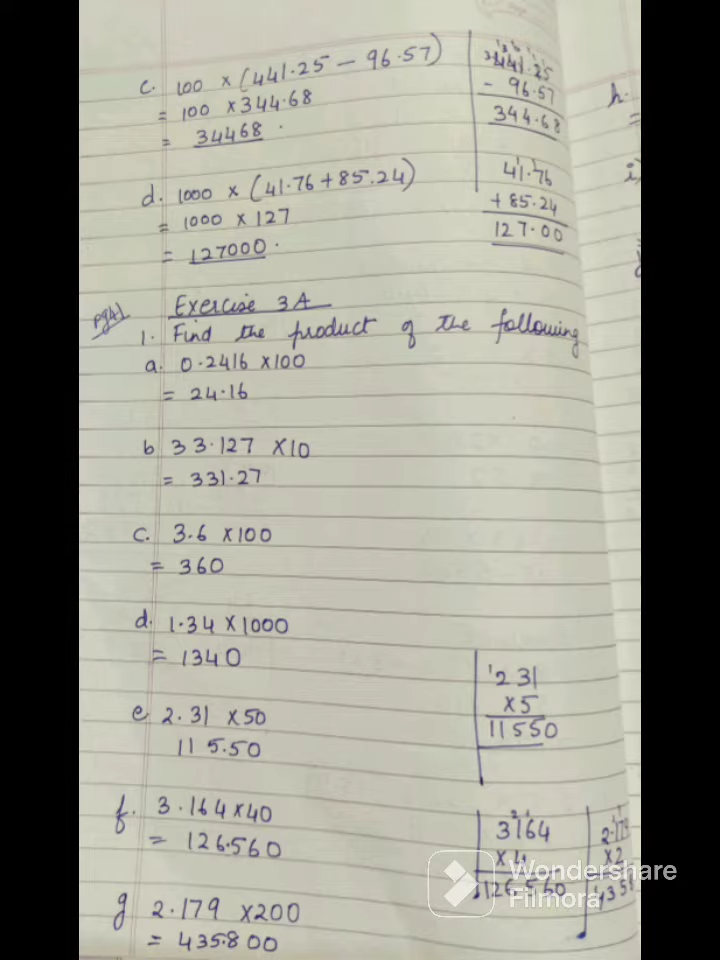 c. 100 × (441.25 – 96.57)
= 100 × 344.68
= 34468.
441.25
– 96.57
344.68
d. 1000 × (41.76 + 85.24)
= 1000 × 127
= 127000.
41.76
+ 85.24
127.00
h.
=
pg41
Exercise 3A
1. Find the product of the following
a. 0.2416 × 100
= 24.16
b 33.127 × 10
= 331.27
c. 3.6 × 100
= 360
d. 1.34 × 1000
= 1340
e 2.31 × 50
115.50
231
× 5
11550
f. 3.164 × 40
= 126.560
3164
× 4
126560
2.179
× 2
g 2.179 × 200
= 435.800
Wondershare
Filmora